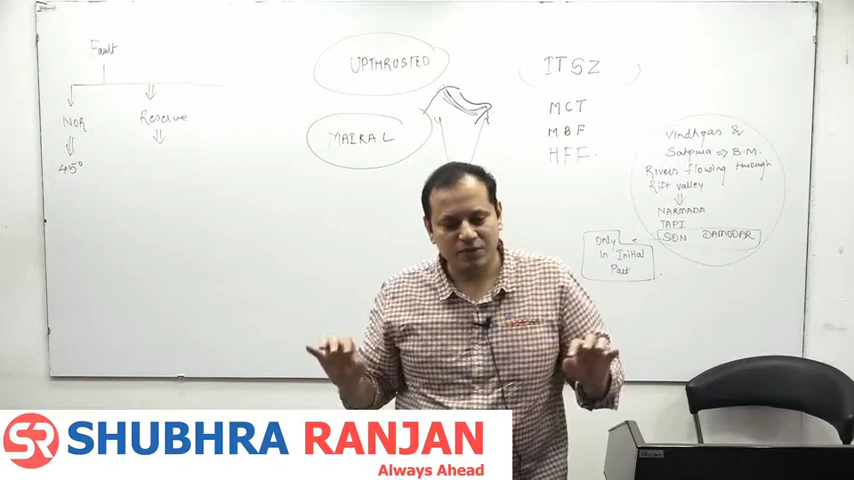 Fault
NOR
Reserve
45°
UPTHRUSTED
MAIKAL
ITSZ
MCT
MBF
HFF
Vindhyas &
Satpura ⇒ B.M.
Rivers flowing through
Rift valley
NARMADA
TAPI
SON DAMODAR
Only
In Initial
Part
SR
SHUBHRA RANJAN
Always Ahead